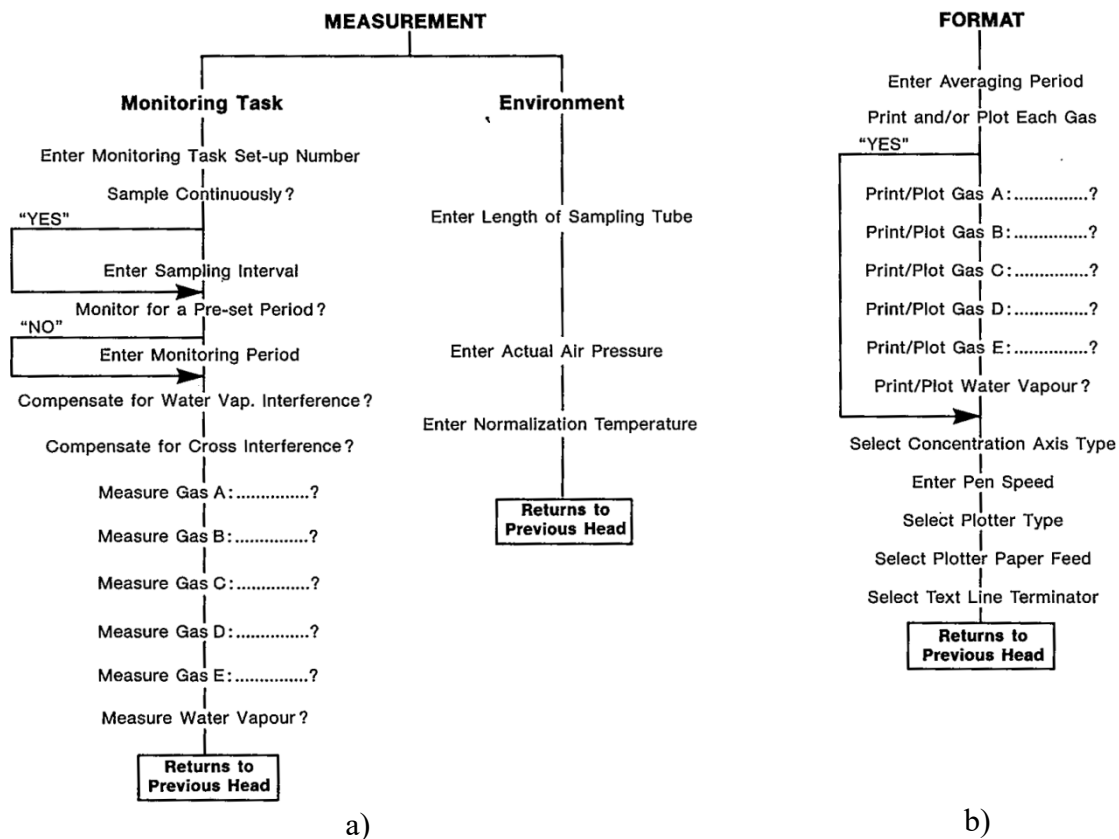 MEASUREMENT
Monitoring Task
Enter Monitoring Task Set-up Number
Sample Continuously?
"YES"
Enter Sampling Interval
Monitor for a Pre-set Period?
"NO"
Enter Monitoring Period
Compensate for Water Vap. Interference?
Compensate for Cross Interference?
Measure Gas A:...............?
Measure Gas B:...............?
Measure Gas C:...............?
Measure Gas D:...............?
Measure Gas E:...............?
Measure Water Vapour?
Returns to
Previous Head
Environment
Enter Length of Sampling Tube
Enter Actual Air Pressure
Enter Normalization Temperature
Returns to
Previous Head
a)
FORMAT
Enter Averaging Period
Print and/or Plot Each Gas
"YES"
Print/Plot Gas A:...............?
Print/Plot Gas B:...............?
Print/Plot Gas C:...............?
Print/Plot Gas D:...............?
Print/Plot Gas E:...............?
Print/Plot Water Vapour?
Select Concentration Axis Type
Enter Pen Speed
Select Plotter Type
Select Plotter Paper Feed
Select Text Line Terminator
Returns to
Previous Head
b)